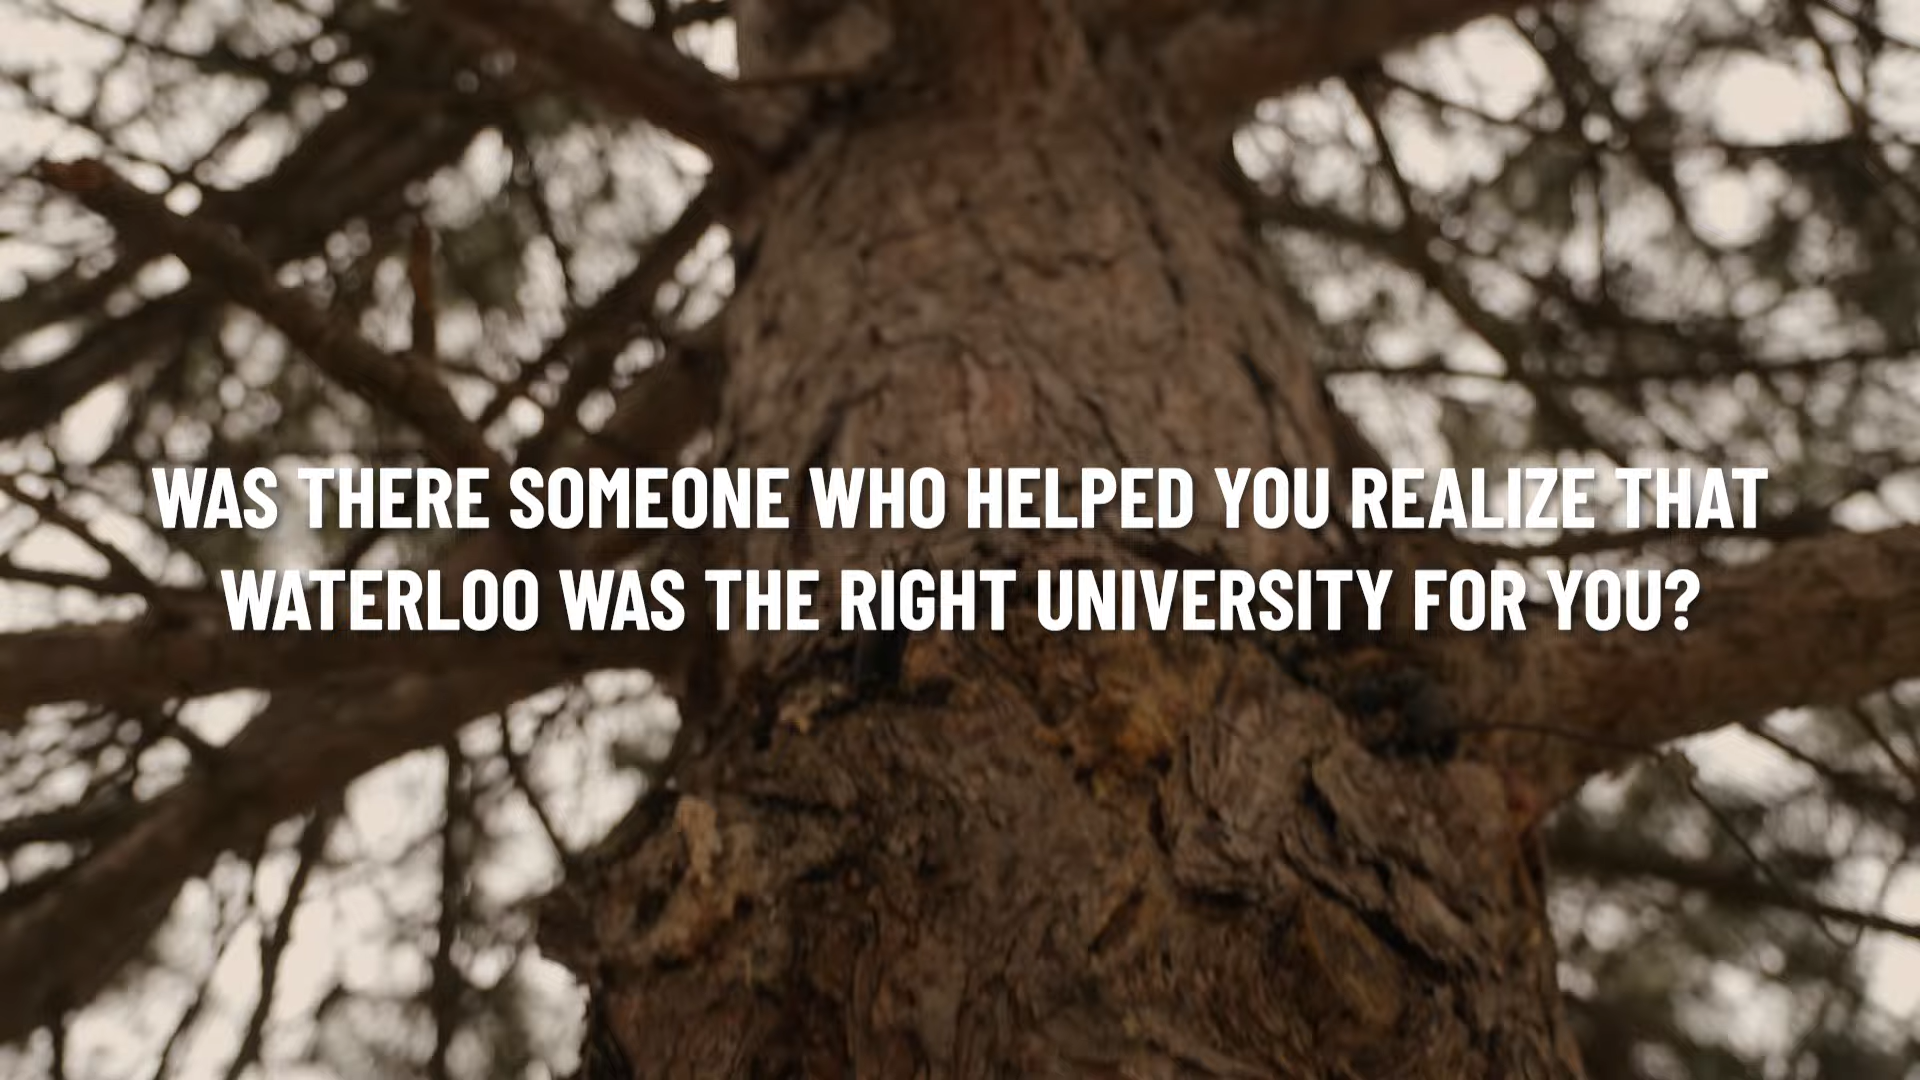 WAS THERE SOMEONE WHO HELPED YOU REALIZE THAT
WATERLOO WAS THE RIGHT UNIVERSITY FOR YOU?